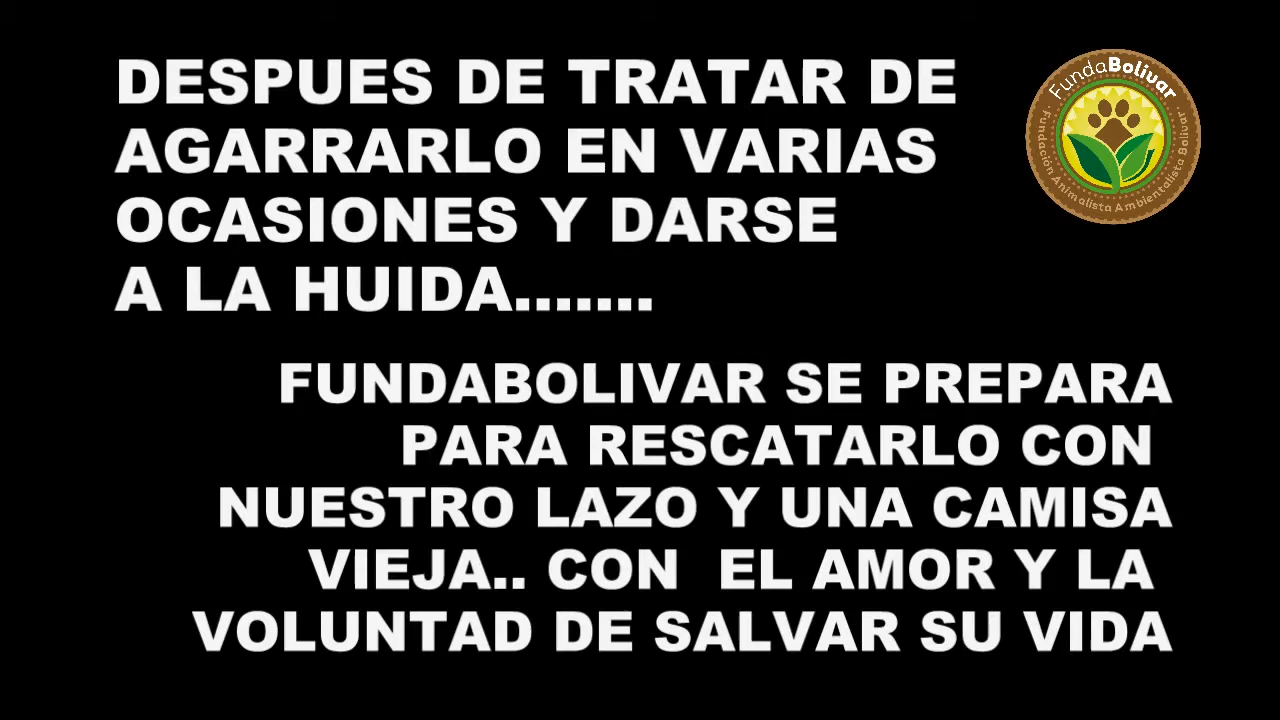 DESPUES DE TRATAR DE
AGARRARLO EN VARIAS
OCASIONES Y DARSE
A LA HUIDA.......
FundaBolivar
Fundación Animalista Ambientalista Bolivar
FUNDABOLIVAR SE PREPARA
PARA RESCATARLO CON
NUESTRO LAZO Y UNA CAMISA
VIEJA.. CON  EL AMOR Y LA
VOLUNTAD DE SALVAR SU VIDA